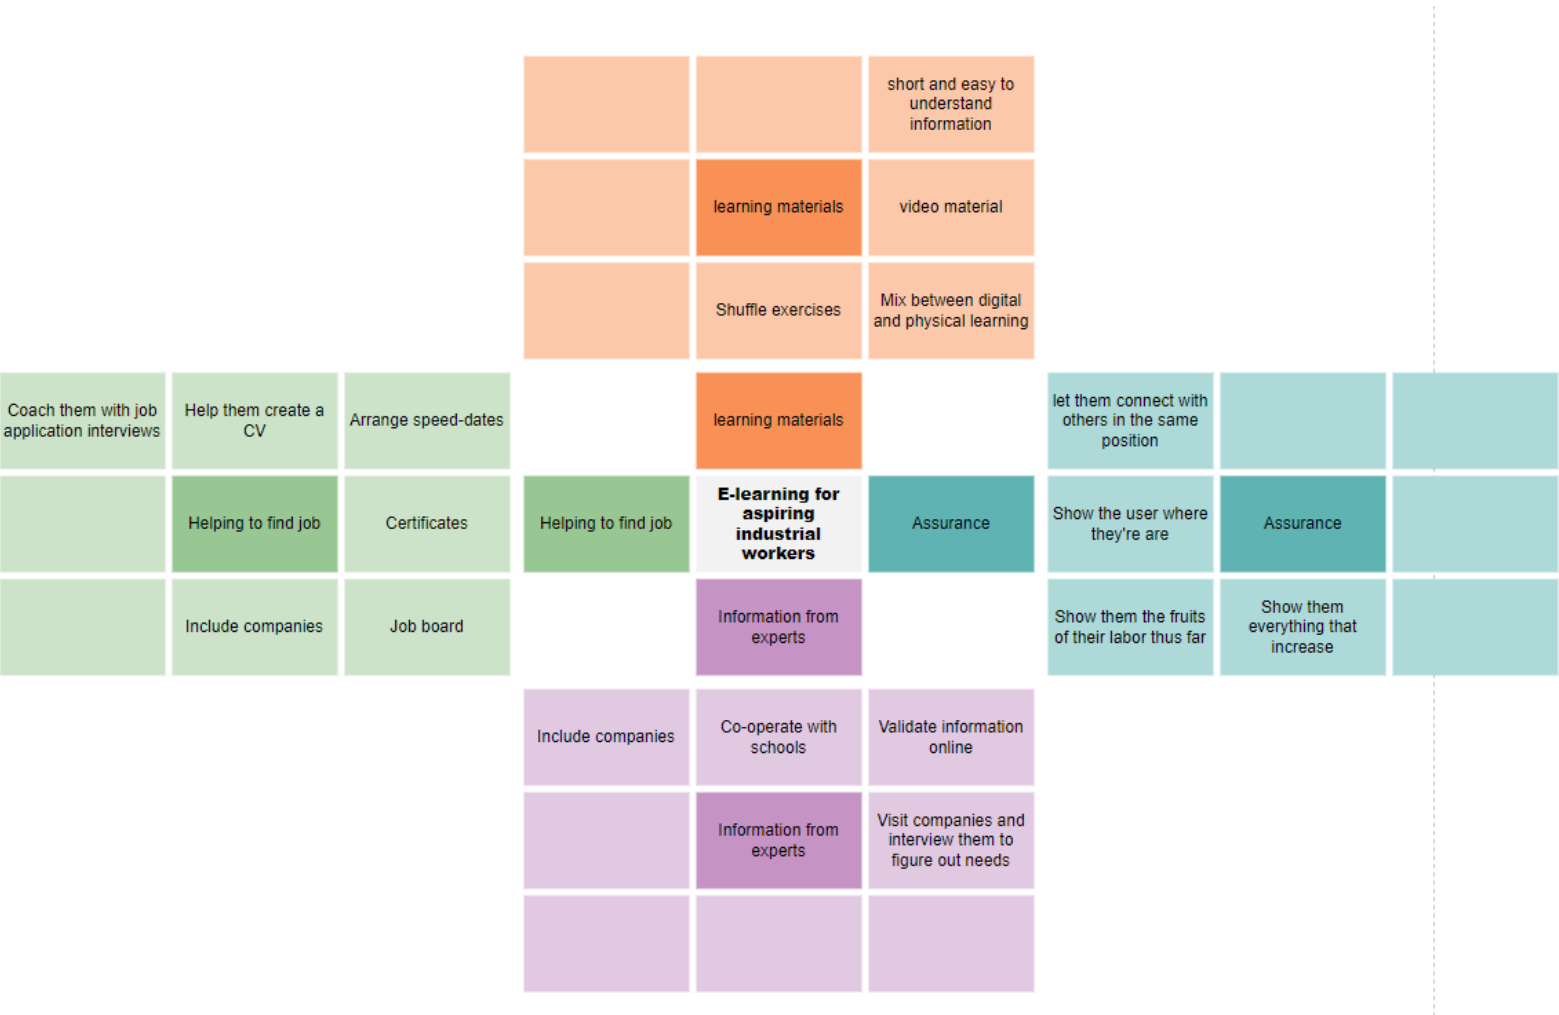 short and easy to
understand
information
learning materials
video material
Shuffle exercises
Mix between digital
and physical learning
Coach them with job
application interviews
Help them create a
CV
Arrange speed-dates
learning materials
let them connect with
others in the same
position
Helping to find job
Certificates
Helping to find job
E-learning for
aspiring
industrial
workers
Assurance
Show the user where
they're are
Assurance
Include companies
Job board
Information from
experts
Show them the fruits
of their labor thus far
Show them
everything that
increase
Include companies
Co-operate with
schools
Validate information
online
Information from
experts
Visit companies and
interview them to
figure out needs